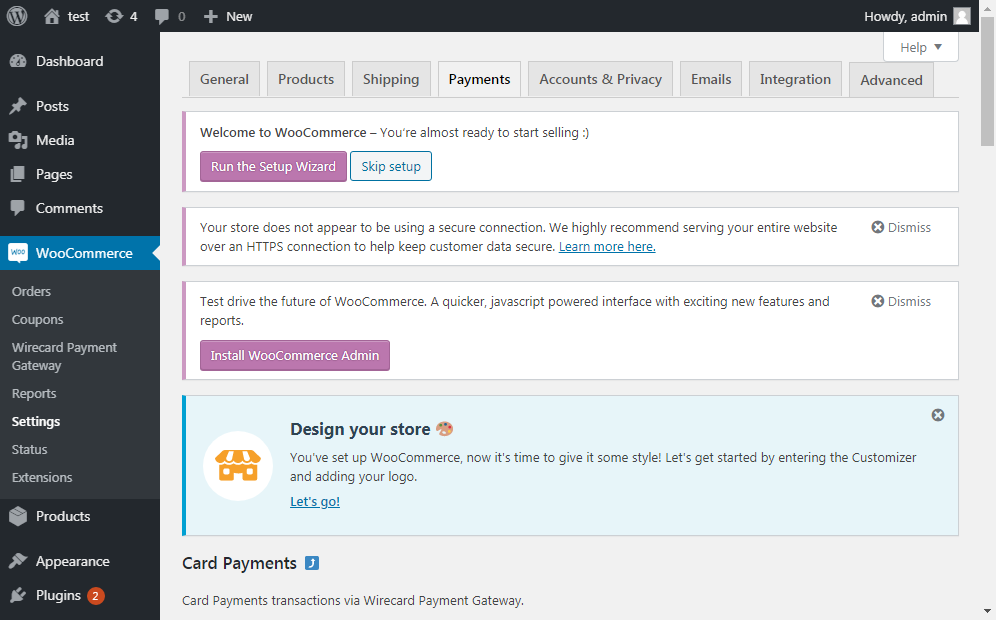 test 4 0 New Howdy, admin
Help
Dashboard
Posts
Media
Pages
Comments
WOO WooCommerce
Orders
Coupons
Wirecard Payment
Gateway
Reports
Settings
Status
Extensions
Products
Appearance
Plugins 2
General Products Shipping Payments Accounts & Privacy Emails Integration Advanced
Welcome to WooCommerce – You're almost ready to start selling :)
Run the Setup Wizard Skip setup
Your store does not appear to be using a secure connection. We highly recommend serving your entire website Dismiss
over an HTTPS connection to help keep customer data secure. Learn more here.
Test drive the future of WooCommerce. A quicker, javascript powered interface with exciting new features and Dismiss
reports.
Install WooCommerce Admin
Design your store
You've set up WooCommerce, now it's time to give it some style! Let's get started by entering the Customizer
and adding your logo.
Let's go!
Card Payments ⤴
Card Payments transactions via Wirecard Payment Gateway.